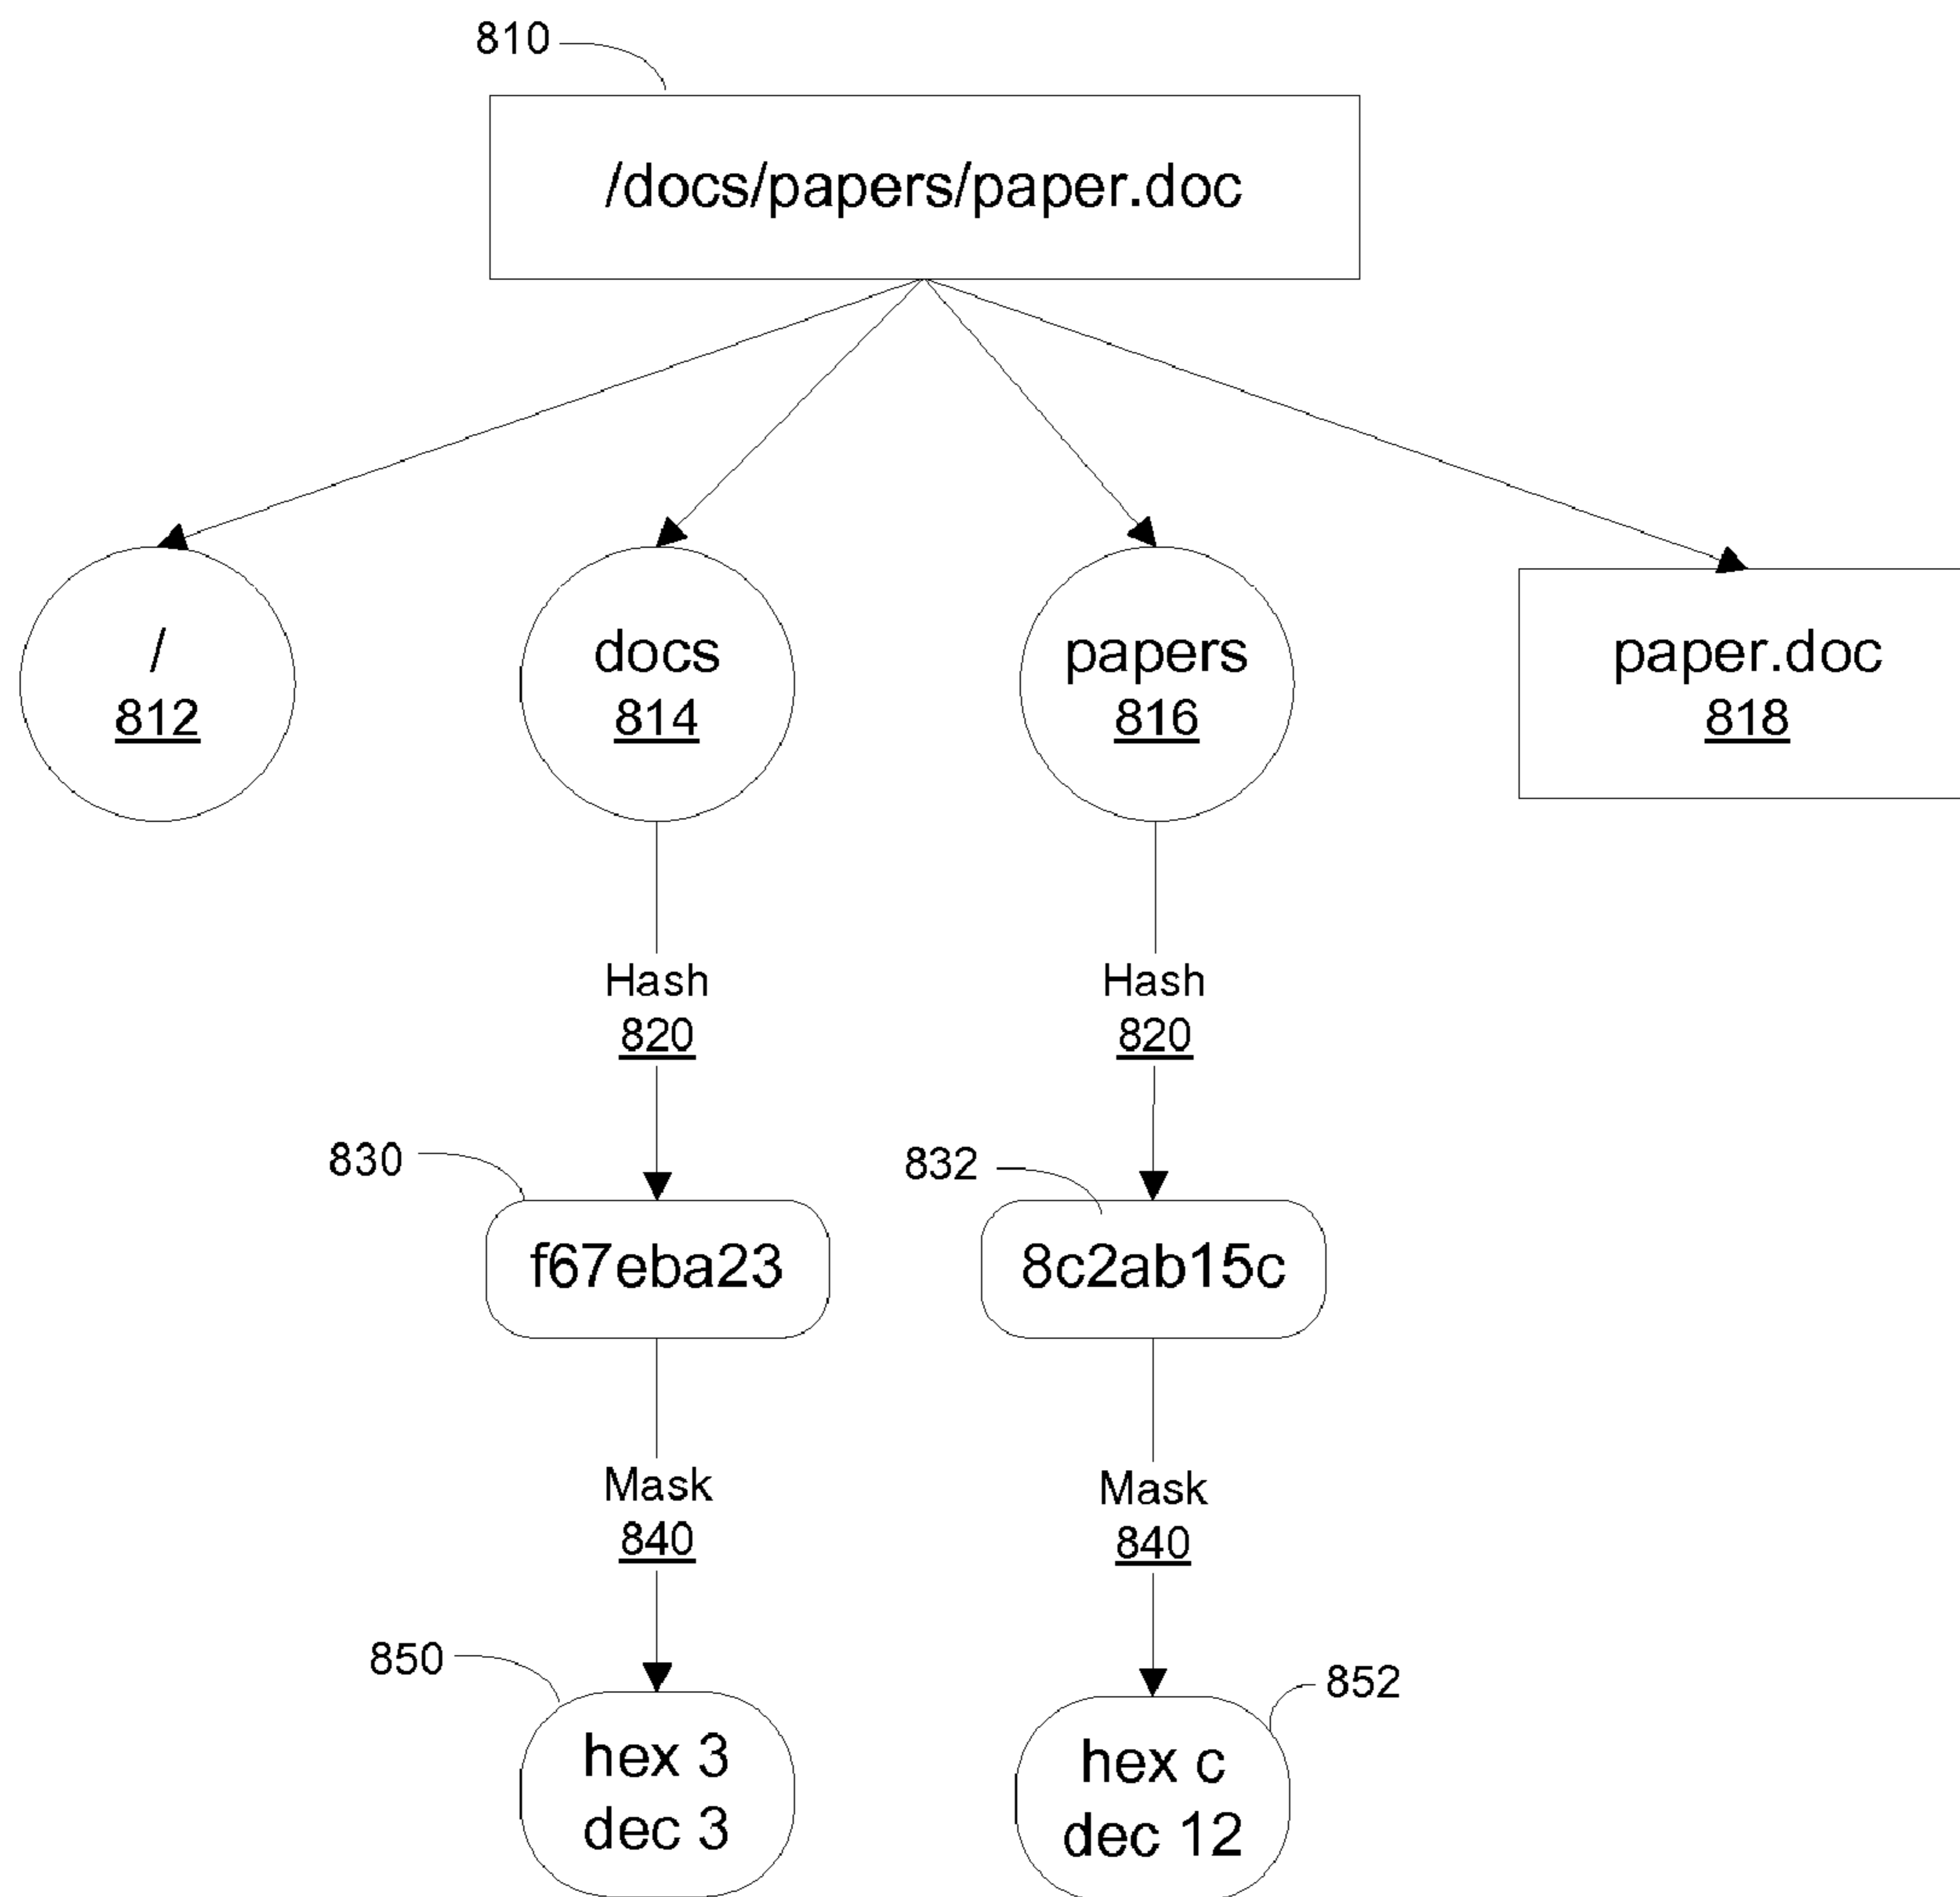 810
/docs/papers/paper.doc
/
812
docs
814
papers
816
paper.doc
818
Hash
820
Hash
820
830
832
f67eba23
8c2ab15c
Mask
840
Mask
840
850
852
hex 3
dec 3
hex c
dec 12